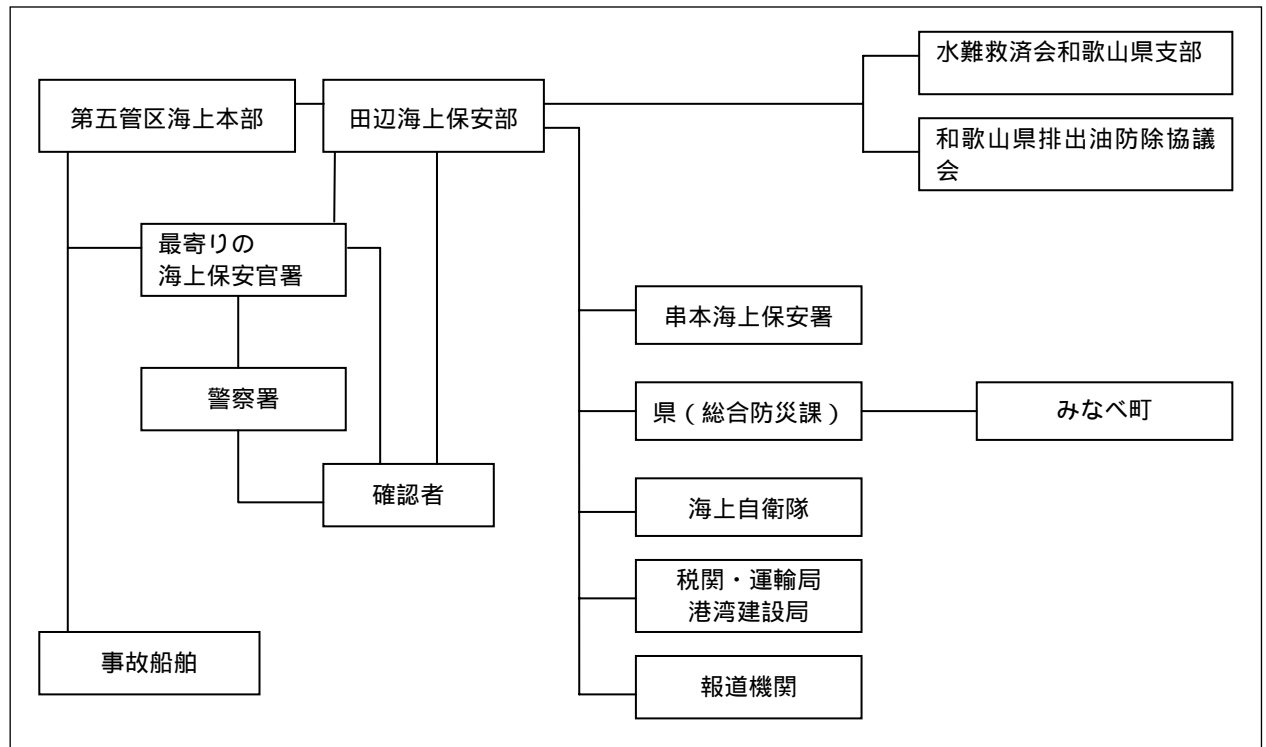 水難救済会和歌山県支部
第五管区海上本部
田辺海上保安部
和歌山県排出油防除協議
会
最寄りの
海上保安官署
串本海上保安署
警察署
県（総合防災課）
みなべ町
確認者
海上自衛隊
税関・運輸局
港湾建設局
事故船舶
報道機関